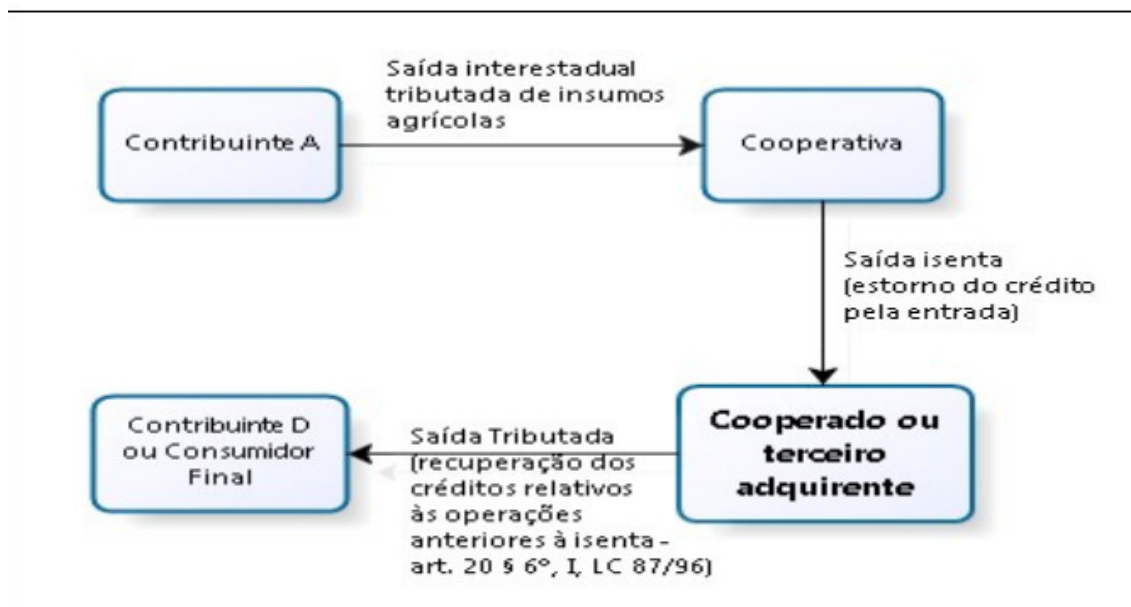 Saída interestadual
tributada de insumos
agrícolas
Contribuinte A
Cooperativa
Saída isenta
(estorno do crédito
pela entrada)
Cooperado ou
terceiro
adquirente
Saída Tributada
(recuperação dos
créditos relativos
às operações
anteriores à isenta -
art. 20 § 6º, I, LC 87/96)
Contribuinte D
ou Consumidor
Final